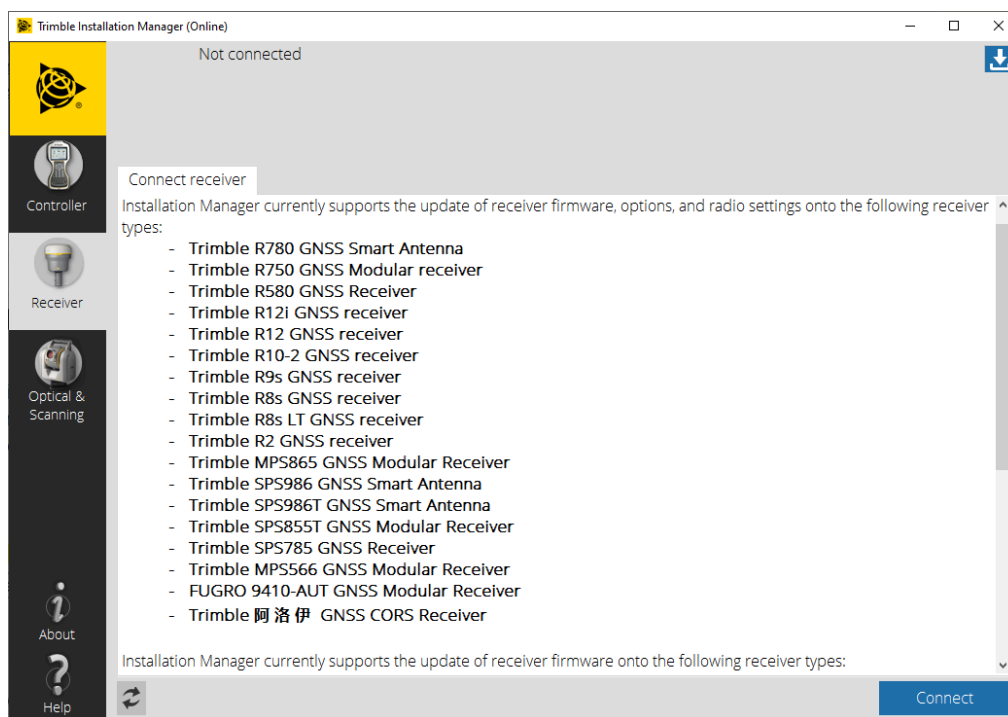 Trimble Installation Manager (Online)
Not connected
Controller
Receiver
Optical &
Scanning
About
Help
Connect receiver
Installation Manager currently supports the update of receiver firmware, options, and radio settings onto the following receiver
types:
- Trimble R780 GNSS Smart Antenna
- Trimble R750 GNSS Modular receiver
- Trimble R580 GNSS Receiver
- Trimble R12i GNSS receiver
- Trimble R12 GNSS receiver
- Trimble R10-2 GNSS receiver
- Trimble R9s GNSS receiver
- Trimble R8s GNSS receiver
- Trimble R8s LT GNSS receiver
- Trimble R2 GNSS receiver
- Trimble MPS865 GNSS Modular Receiver
- Trimble SPS986 GNSS Smart Antenna
- Trimble SPS986T GNSS Smart Antenna
- Trimble SPS855T GNSS Modular Receiver
- Trimble SPS785 GNSS Receiver
- Trimble MPS566 GNSS Modular Receiver
- FUGRO 9410-AUT GNSS Modular Receiver
- Trimble 阿洛伊 GNSS CORS Receiver
Installation Manager currently supports the update of receiver firmware onto the following receiver types:
Connect